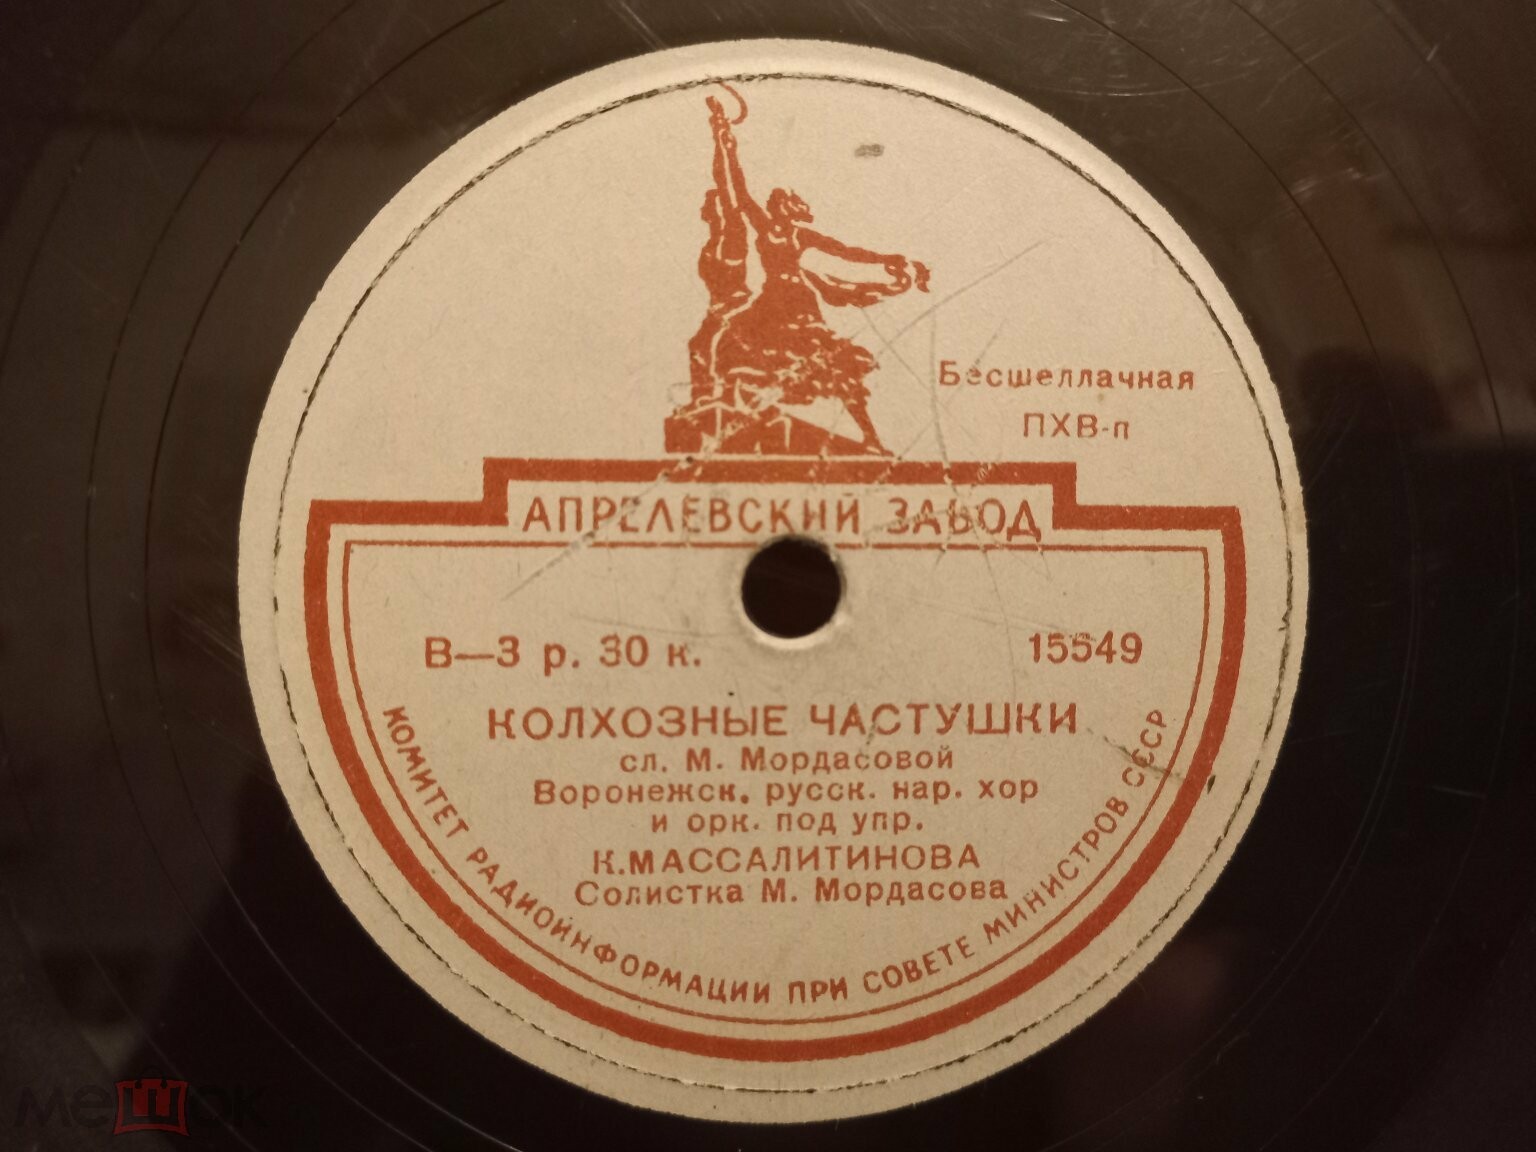 Бесшеллачная
ПХВ-п
АПРЕЛЕВСКИЙ ЗАВОД
В—3 р. 30 к.
15549
КОЛХОЗНЫЕ ЧАСТУШКИ
сл. М. Мордасовой
Воронежск. русск. нар. хор
и орк. под упр.
К.МАССАЛИТИНОВА
Солистка М. Мордасова
КОМИТЕТ РАДИОИНФОРМАЦИИ ПРИ СОВЕТЕ МИНИСТРОВ СССР
мешок